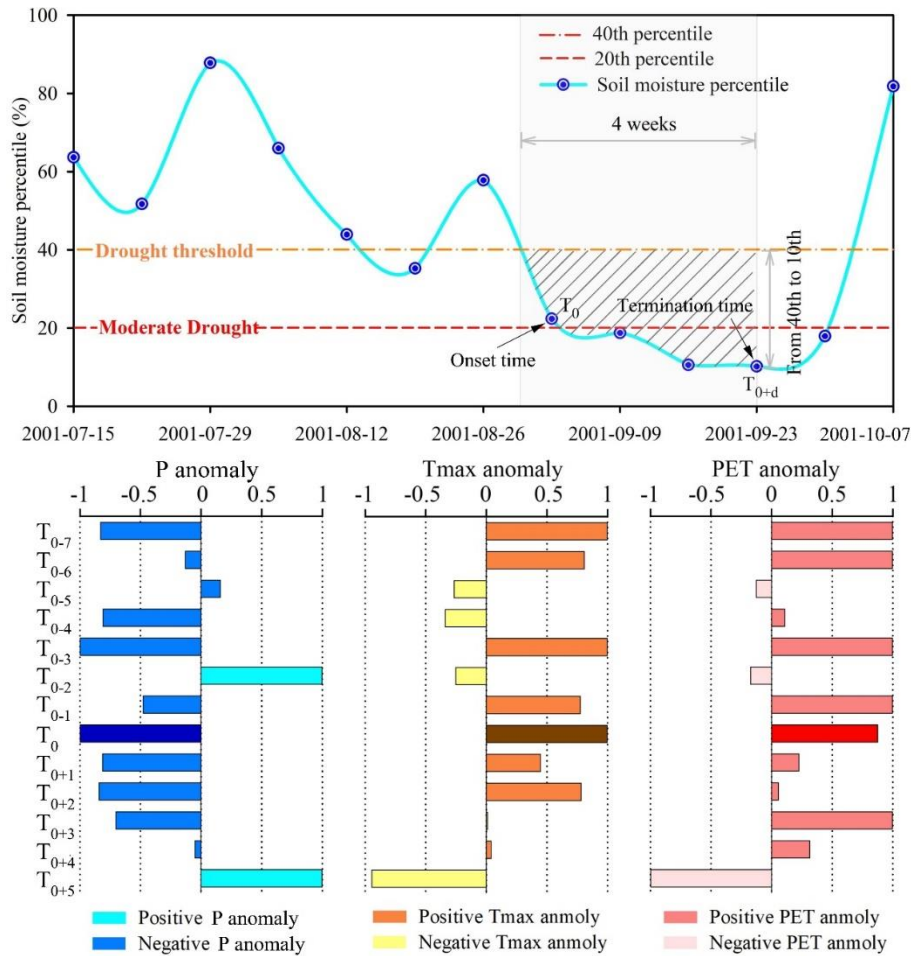 100
80
60
40
20
0
Soil moisture percentile (%)
40th percentile
20th percentile
Soil moisture percentile
4 weeks
Drought threshold
Moderate Drought
T0
Onset time
Termination time
T0+d
From 40th to 10th
2001-07-15 2001-07-29 2001-08-12 2001-08-26 2001-09-09 2001-09-23 2001-10-07
P anomaly Tmax anomaly PET anomaly
-1 -0.5 0 0.5 1 -1 -0.5 0 0.5 1 -1 -0.5 0 0.5 1
T0-7
T0-6
T0-5
T0-4
T0-3
T0-2
T0-1
T0
T0+1
T0+2
T0+3
T0+4
T0+5
Positive P anomaly Positive Tmax anmoly Positive PET anmoly
Negative P anomaly Negative Tmax anmoly Negative PET anmoly